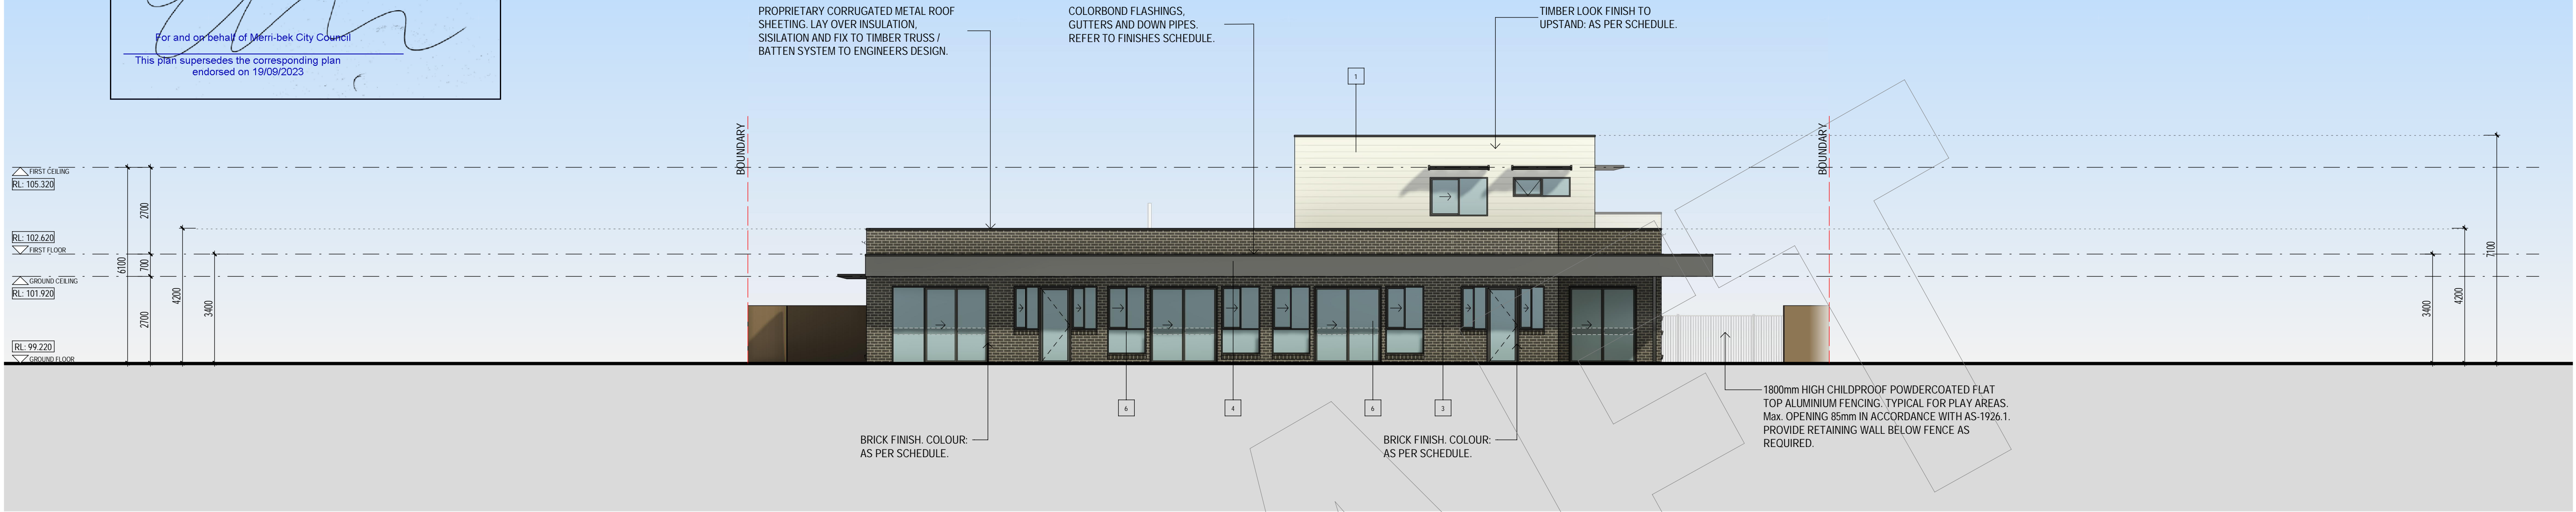 For and on behalf of Merri-bek City Council
This plan supersedes the corresponding plan
endorsed on 19/09/2023
PROPRIETARY CORRUGATED METAL ROOF
SHEETING. LAY OVER INSULATION,
SISILATION AND FIX TO TIMBER TRUSS /
BATTEN SYSTEM TO ENGINEERS DESIGN.
COLORBOND FLASHINGS,
GUTTERS AND DOWN PIPES.
REFER TO FINISHES SCHEDULE.
TIMBER LOOK FINISH TO
UPSTAND: AS PER SCHEDULE.
1
BOUNDARY
BOUNDARY
FIRST CEILING
RL: 105.320
RL: 102.620
FIRST FLOOR
GROUND CEILING
RL: 101.920
RL: 99.220
GROUND FLOOR
6100
2700
700
2700
4200
3400
3400
4200
7100
6
4
6
3
BRICK FINISH. COLOUR:
AS PER SCHEDULE.
BRICK FINISH. COLOUR:
AS PER SCHEDULE.
1800mm HIGH CHILDPROOF POWDERCOATED FLAT
TOP ALUMINIUM FENCING. TYPICAL FOR PLAY AREAS.
Max. OPENING 85mm IN ACCORDANCE WITH AS-1926.1.
PROVIDE RETAINING WALL BELOW FENCE AS
REQUIRED.